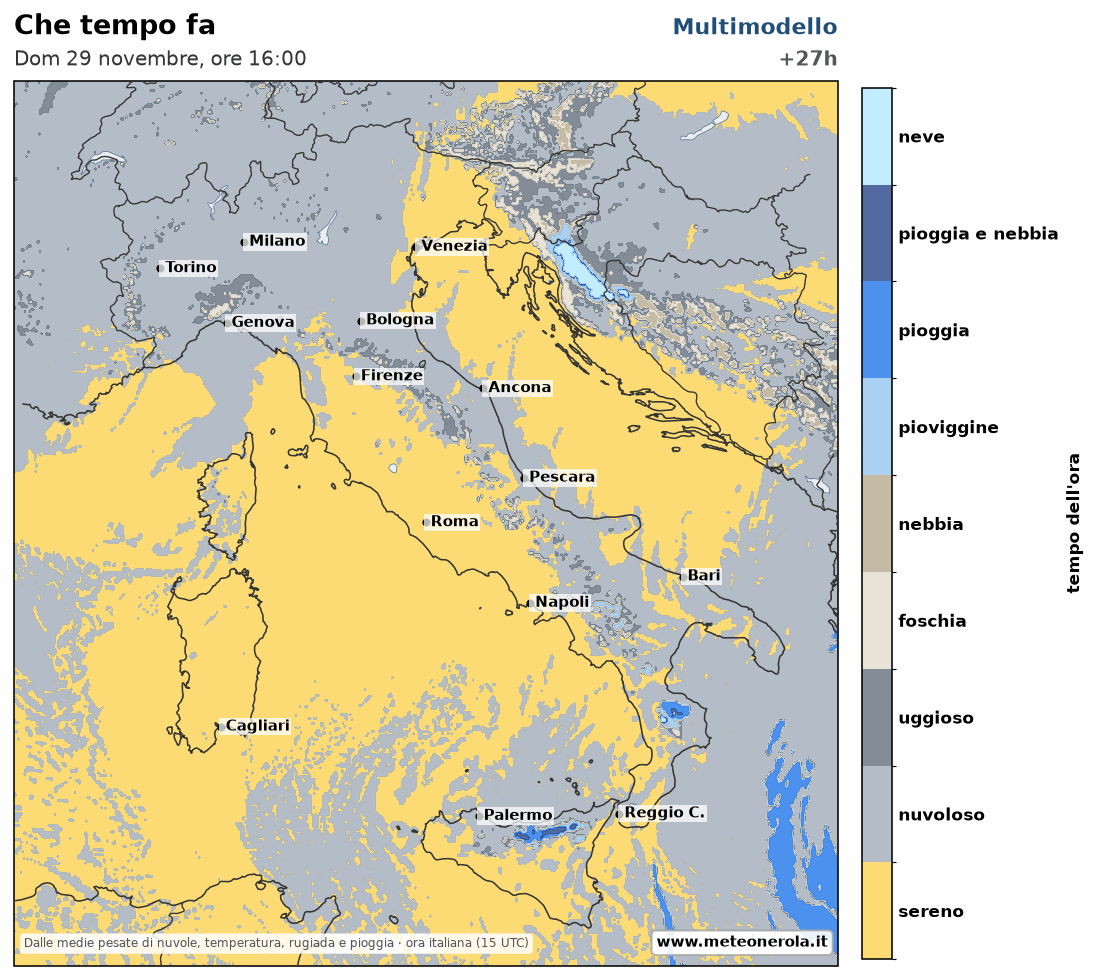 Che tempo fa
Multimodello
Dom 29 novembre, ore 16:00
+27h
neve
pioggia e nebbia
pioggia
pioviggine
nebbia
foschia
uggioso
nuvoloso
sereno
tempo dell'ora
Milano
Venezia
Torino
Genova
Bologna
Firenze
Ancona
Pescara
Roma
Bari
Napoli
Cagliari
Palermo
Reggio C.
Dalle medie pesate di nuvole, temperatura, rugiada e pioggia · ora italiana (15 UTC)
www.meteonerola.it